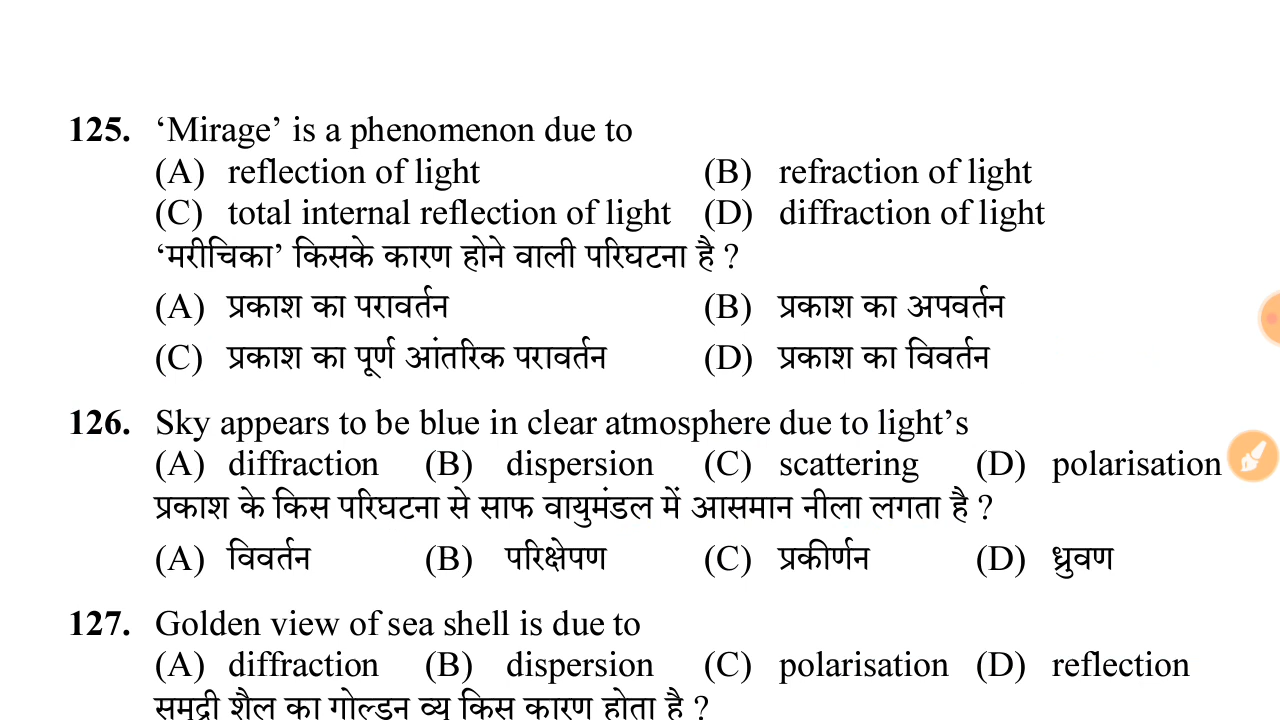 125. ‘Mirage’ is a phenomenon due to
(A) reflection of light (B) refraction of light
(C) total internal reflection of light (D) diffraction of light
‘मरीचिका’ किसके कारण होने वाली परिघटना है ?
(A) प्रकाश का परावर्तन (B) प्रकाश का अपवर्तन
(C) प्रकाश का पूर्ण आंतरिक परावर्तन (D) प्रकाश का विवर्तन
126. Sky appears to be blue in clear atmosphere due to light’s
(A) diffraction (B) dispersion (C) scattering (D) polarisation
प्रकाश के किस परिघटना से साफ वायुमंडल में आसमान नीला लगता है ?
(A) विवर्तन (B) परिक्षेपण (C) प्रकीर्णन (D) ध्रुवण
127. Golden view of sea shell is due to
(A) diffraction (B) dispersion (C) polarisation (D) reflection
समुद्री शैल का गोल्डन व्यू किस कारण होता है ?